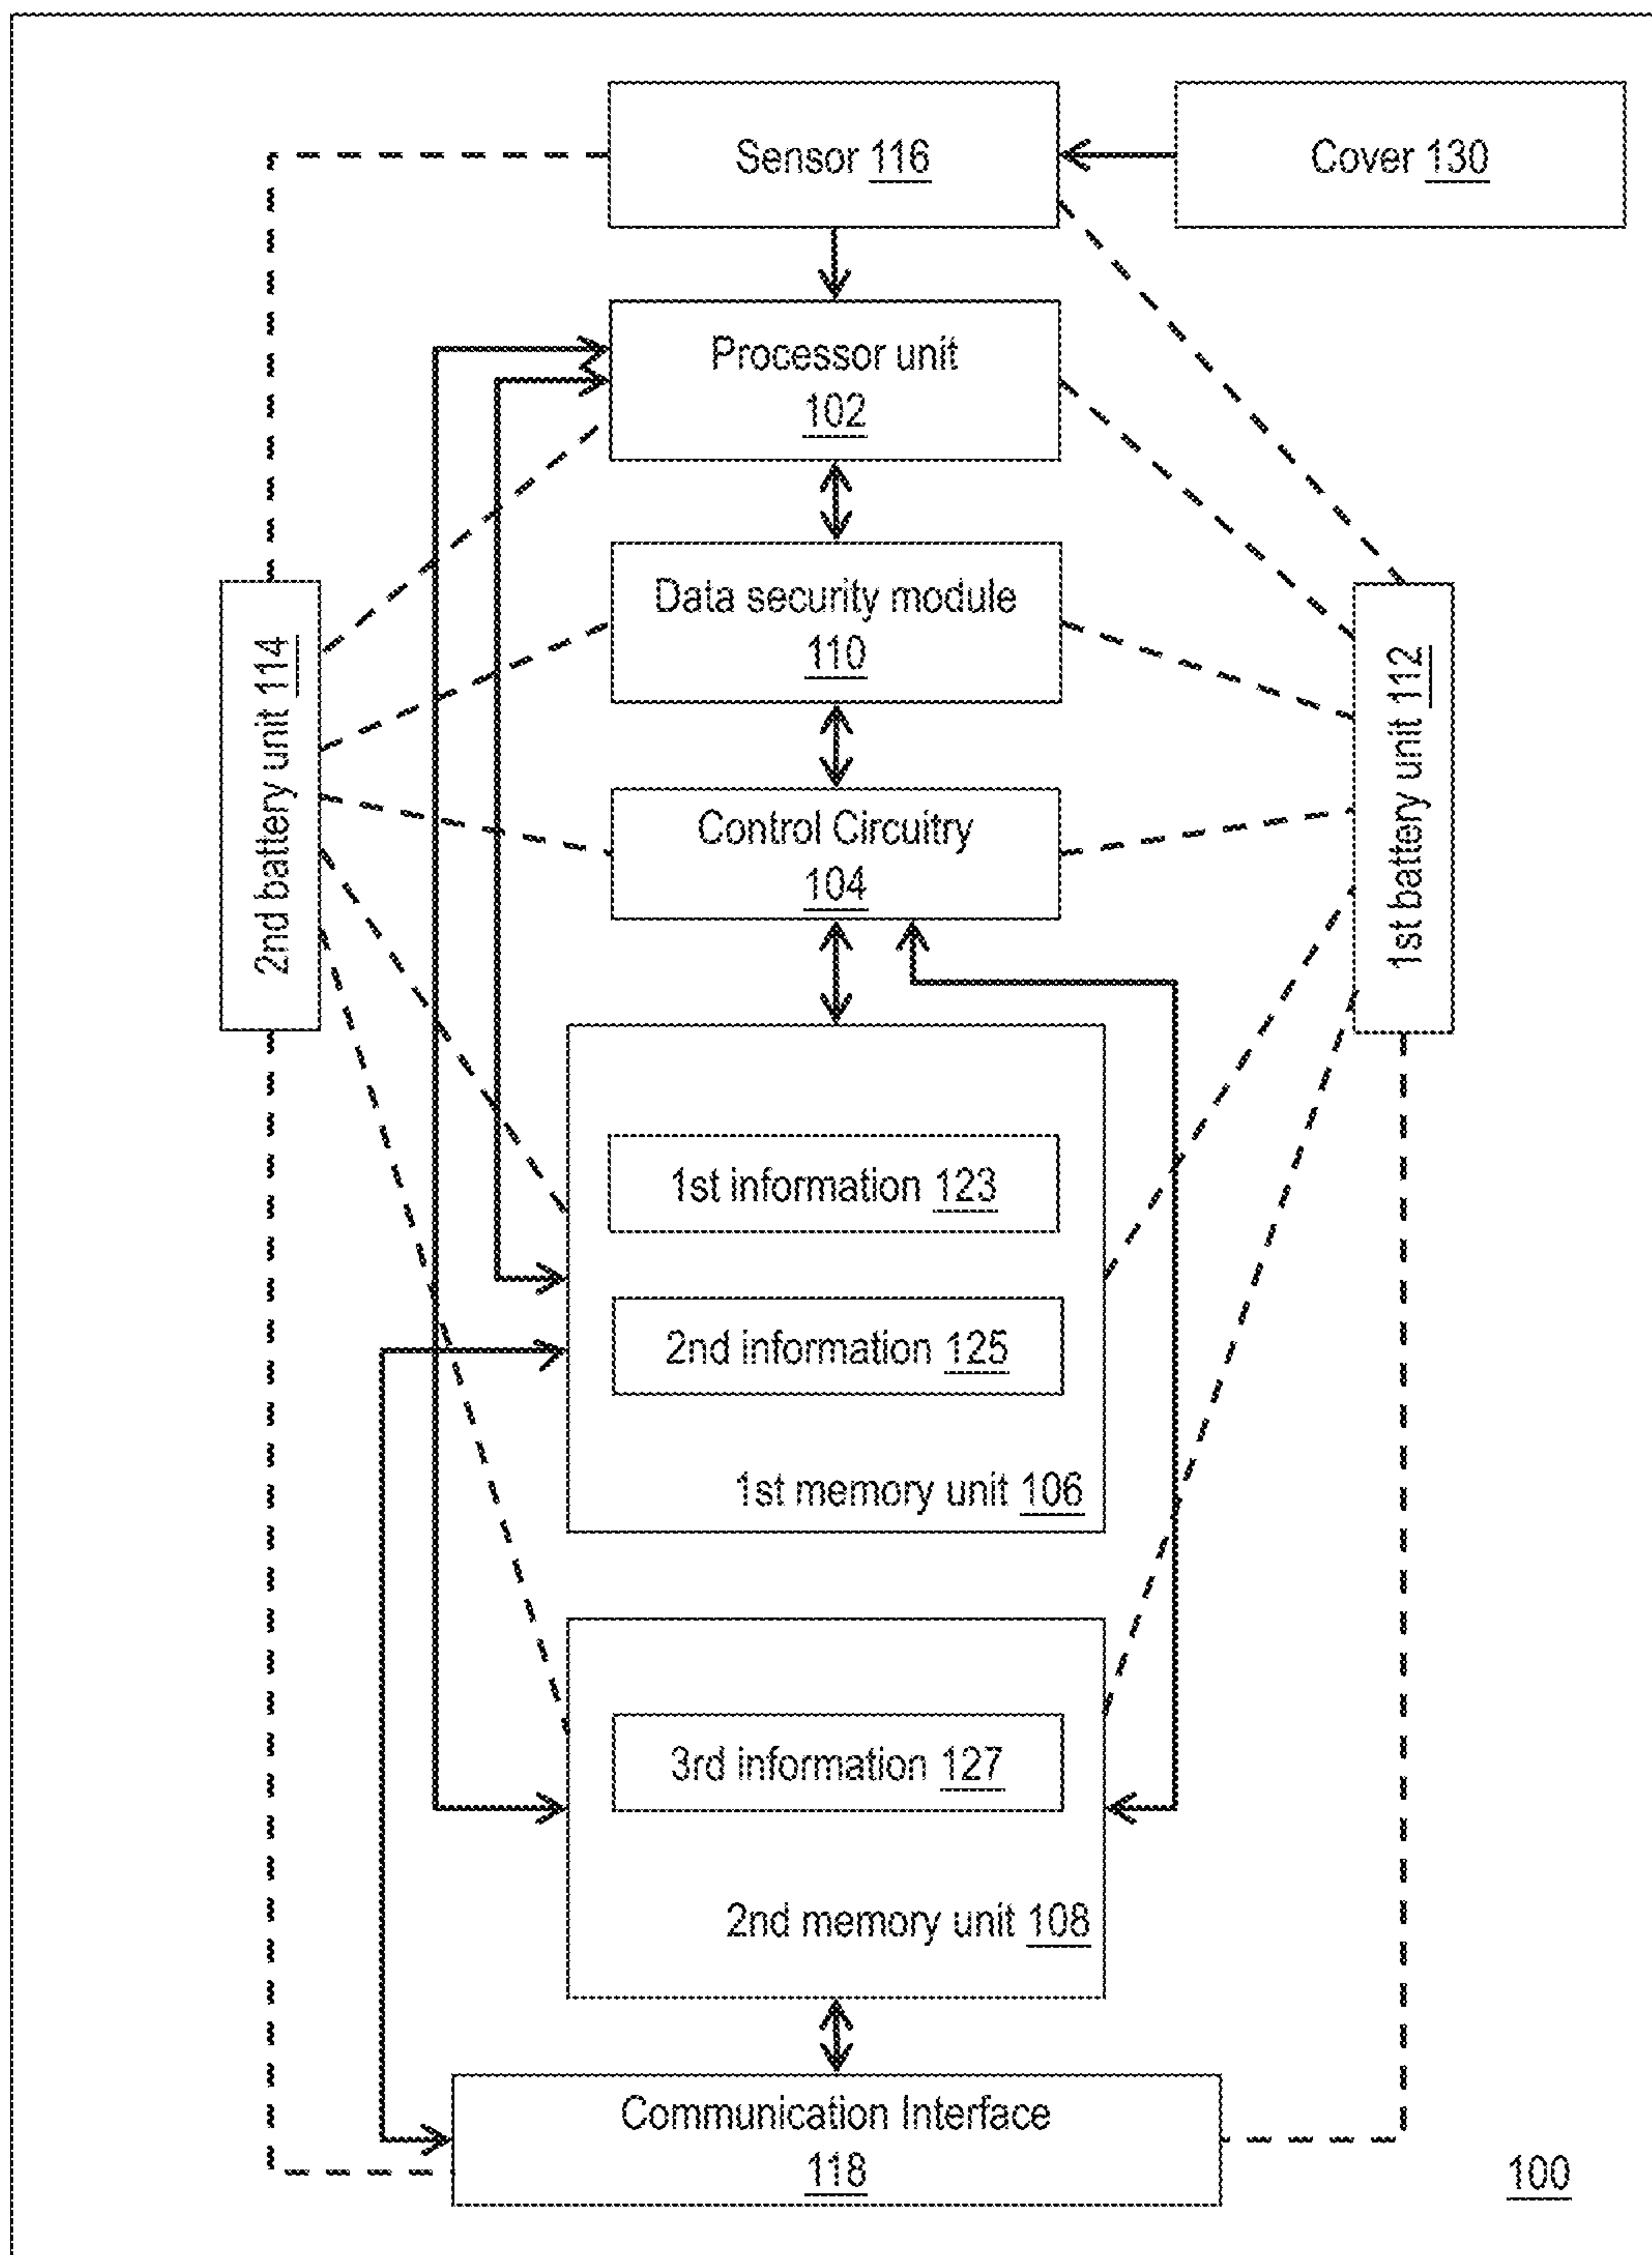 Sensor 116
Cover 130
Processor unit
102
Data security module
110
2nd battery unit 114
1st battery unit 112
Control Circuitry
104
1st information 123
2nd information 125
1st memory unit 106
3rd information 127
2nd memory unit 108
Communication Interface
118
100